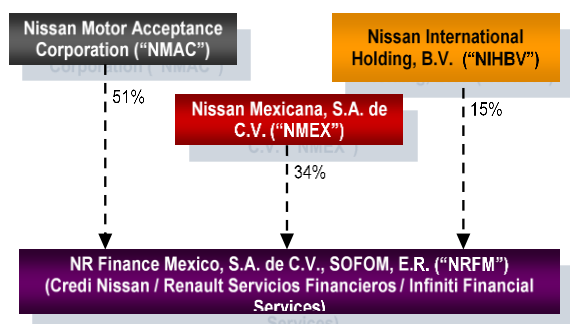 Nissan Motor Acceptance
Corporation (“NMAC”)
Nissan International
Holding, B.V. (“NIHBV”)
51%
Nissan Mexicana, S.A. de
C.V. (“NMEX”)
15%
34%
NR Finance Mexico, S.A. de C.V., SOFOM, E.R. (“NRFM”)
(Credi Nissan / Renault Servicios Financieros / Infiniti Financial
Services)